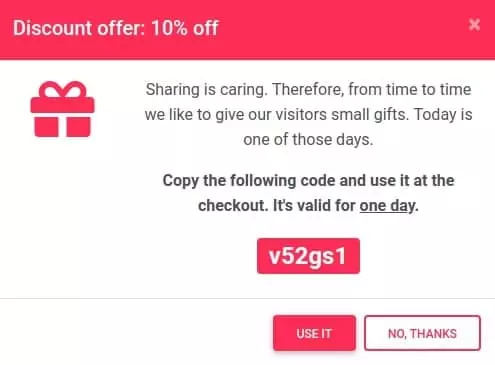 Discount offer: 10% off
×
Sharing is caring. Therefore, from time to time
we like to give our visitors small gifts. Today is
one of those days.
Copy the following code and use it at the
checkout. It's valid for one day.
v52gs1
USE IT
NO, THANKS